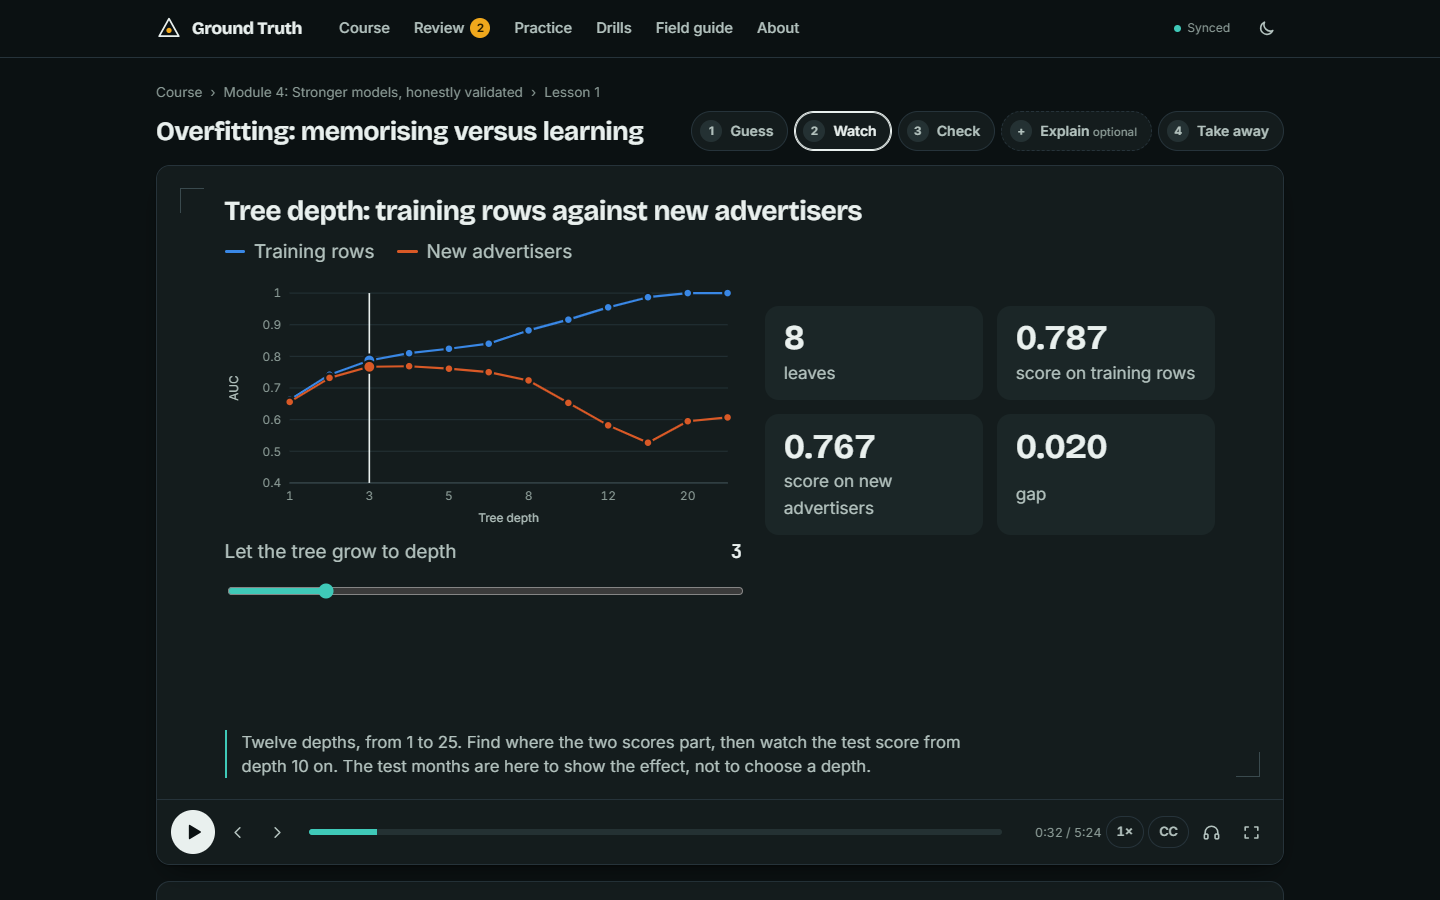 Ground Truth
Course
Review 2
Practice
Drills
Field guide
About
Synced
Course › Module 4: Stronger models, honestly validated › Lesson 1
Overfitting: memorising versus learning
1 Guess
2 Watch
3 Check
+ Explain optional
4 Take away
Tree depth: training rows against new advertisers
Training rows
New advertisers
1
0.9
0.8
0.7
0.6
0.5
0.4
AUC
1 3 5 8 12 20
Tree depth
8
leaves
0.787
score on training rows
0.767
score on new
advertisers
0.020
gap
Let the tree grow to depth 3
Twelve depths, from 1 to 25. Find where the two scores part, then watch the test score from
depth 10 on. The test months are here to show the effect, not to choose a depth.
0:32 / 5:24
1×
CC